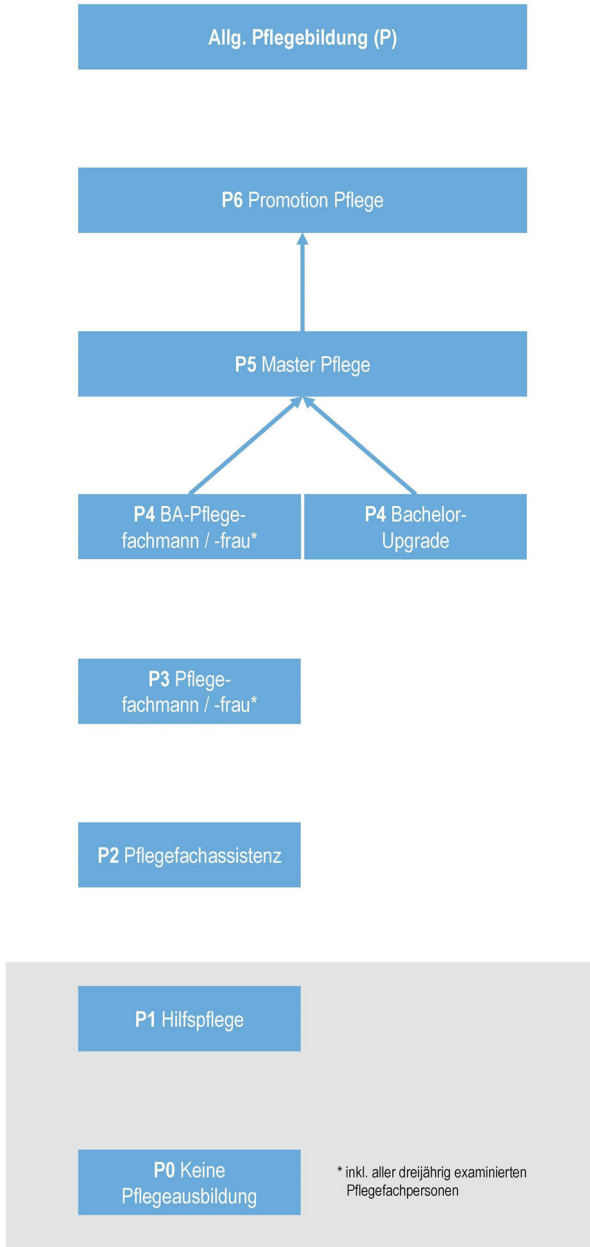 Allg. Pflegebildung (P)
P6 Promotion Pflege
P5 Master Pflege
P4 BA-Pflege-
fachmann / -frau*
P4 Bachelor-
Upgrade
P3 Pflege-
fachmann / -frau*
P2 Pflegefachassistenz
P1 Hilfspflege
P0 Keine
Pflegeausbildung
* inkl. aller dreijährig examinierten
Pflegefachpersonen